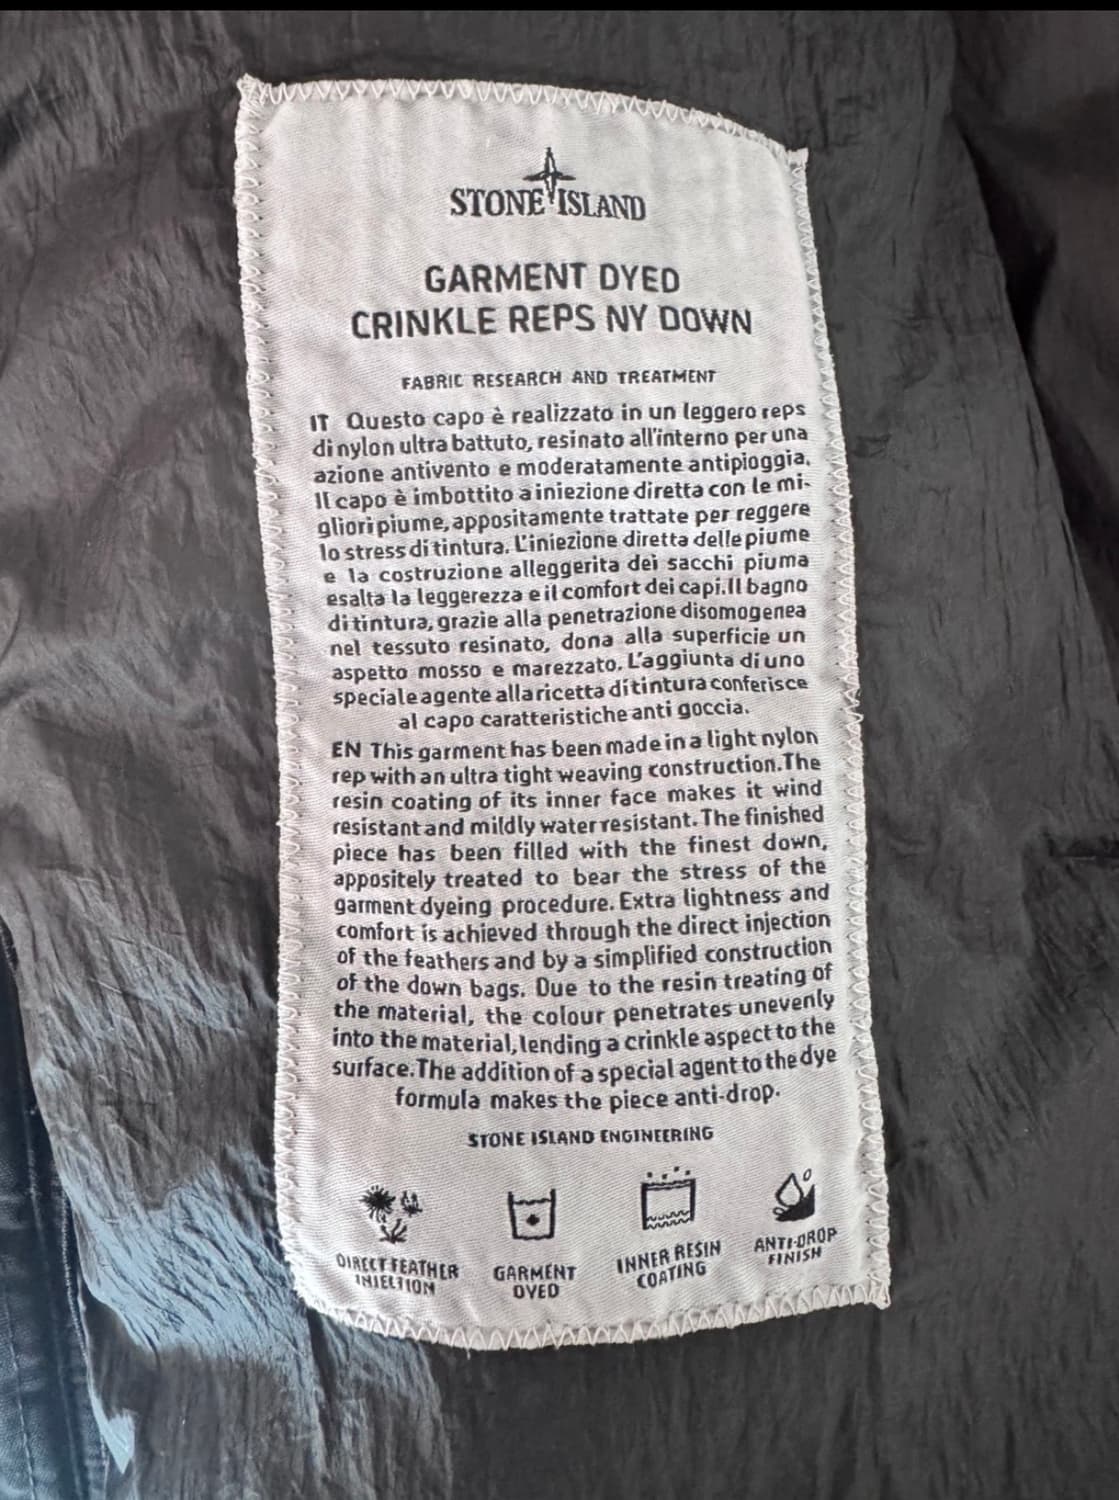 STONE ISLAND
GARMENT DYED
CRINKLE REPS NY DOWN
FABRIC RESEARCH AND TREATMENT
IT Questo capo è realizzato in un leggero reps
di nylon ultra battuto, resinato all'interno per una
azione antivento e moderatamente antipioggia.
Il capo è imbottito a iniezione diretta con le mi-
gliori piume, appositamente trattate per reggere
lo stress di tintura. L'iniezione diretta delle piume
e la costruzione alleggerita dei sacchi piuma
esalta la leggerezza e il comfort dei capi.Il bagno
di tintura, grazie alla penetrazione disomogenea
nel tessuto resinato, dona alla superficie un
aspetto mosso e marezzato. L'aggiunta di uno
speciale agente alla ricetta di tintura conferisce
al capo caratteristiche anti goccia.
EN This garment has been made in a light nylon
rep with an ultra tight weaving construction.The
resin coating of its inner face makes it wind
resistant and mildly water resistant. The finished
piece has been filled with the finest down,
appositely treated to bear the stress of the
garment dyeing procedure. Extra lightness and
comfort is achieved through the direct injection
of the feathers and by a simplified construction
of the down bags. Due to the resin treating of
the material, the colour penetrates unevenly
into the material, lending a crinkle aspect to the
surface.The addition of a special agent to the dye
formula makes the piece anti-drop.
STONE ISLAND ENGINEERING
DIRECT FEATHER
INJECTION
GARMENT
DYED
INNER RESIN
COATING
ANTI-DROP
FINISH